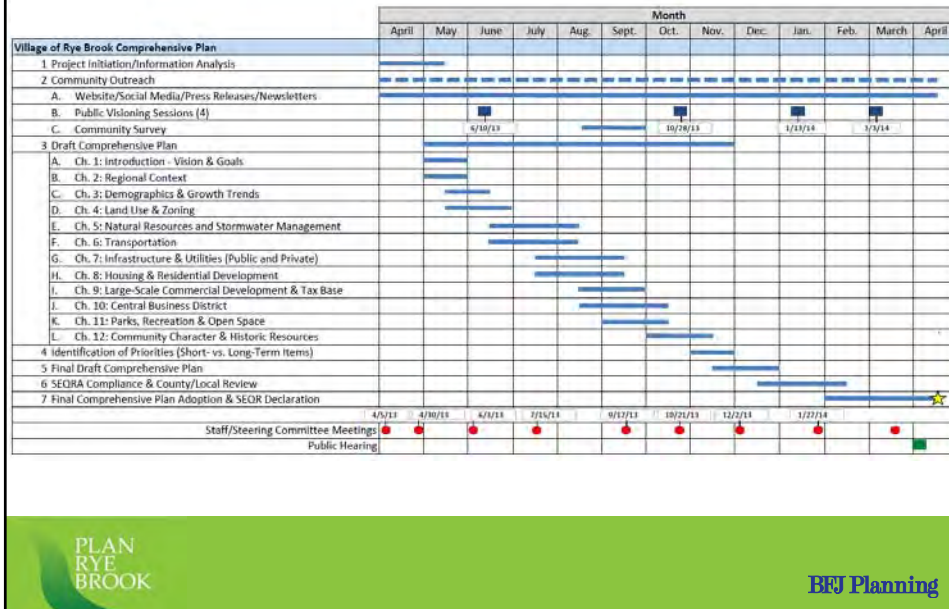 Month
April May June July Aug. Sept. Oct. Nov. Dec. Jan. Feb. March April
Village of Rye Brook Comprehensive Plan
1 Project Initiation/Information Analysis
2 Community Outreach
A. Website/Social Media/Press Releases/Newsletters
B. Public Visioning Sessions (4)
C. Community Survey 6/10/13 10/28/13 1/13/14 3/3/14
3 Draft Comprehensive Plan
A. Ch. 1: Introduction - Vision & Goals
B. Ch. 2: Regional Context
C. Ch. 3: Demographics & Growth Trends
D. Ch. 4: Land Use & Zoning
E. Ch. 5: Natural Resources and Stormwater Management
F. Ch. 6: Transportation
G. Ch. 7: Infrastructure & Utilities (Public and Private)
H. Ch. 8: Housing & Residential Development
I. Ch. 9: Large-Scale Commercial Development & Tax Base
J. Ch. 10: Central Business District
K. Ch. 11: Parks, Recreation & Open Space
L. Ch. 12: Community Character & Historic Resources
4 Identification of Priorities (Short- vs. Long-Term Items)
5 Final Draft Comprehensive Plan
6 SEQRA Compliance & County/Local Review
7 Final Comprehensive Plan Adoption & SEQR Declaration
4/5/13 4/30/13 6/3/13 7/15/13 9/17/13 10/21/13 12/2/13 1/27/14
Staff/Steering Committee Meetings
Public Hearing
PLAN
RYE
BROOK
BFJ Planning